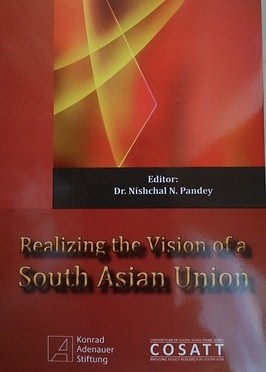 Realizing the Vision of a
South Asian Union
Editor:
Dr. Nishchal N. Pandey
Konrad
Adenauer
Stiftung
COSATT